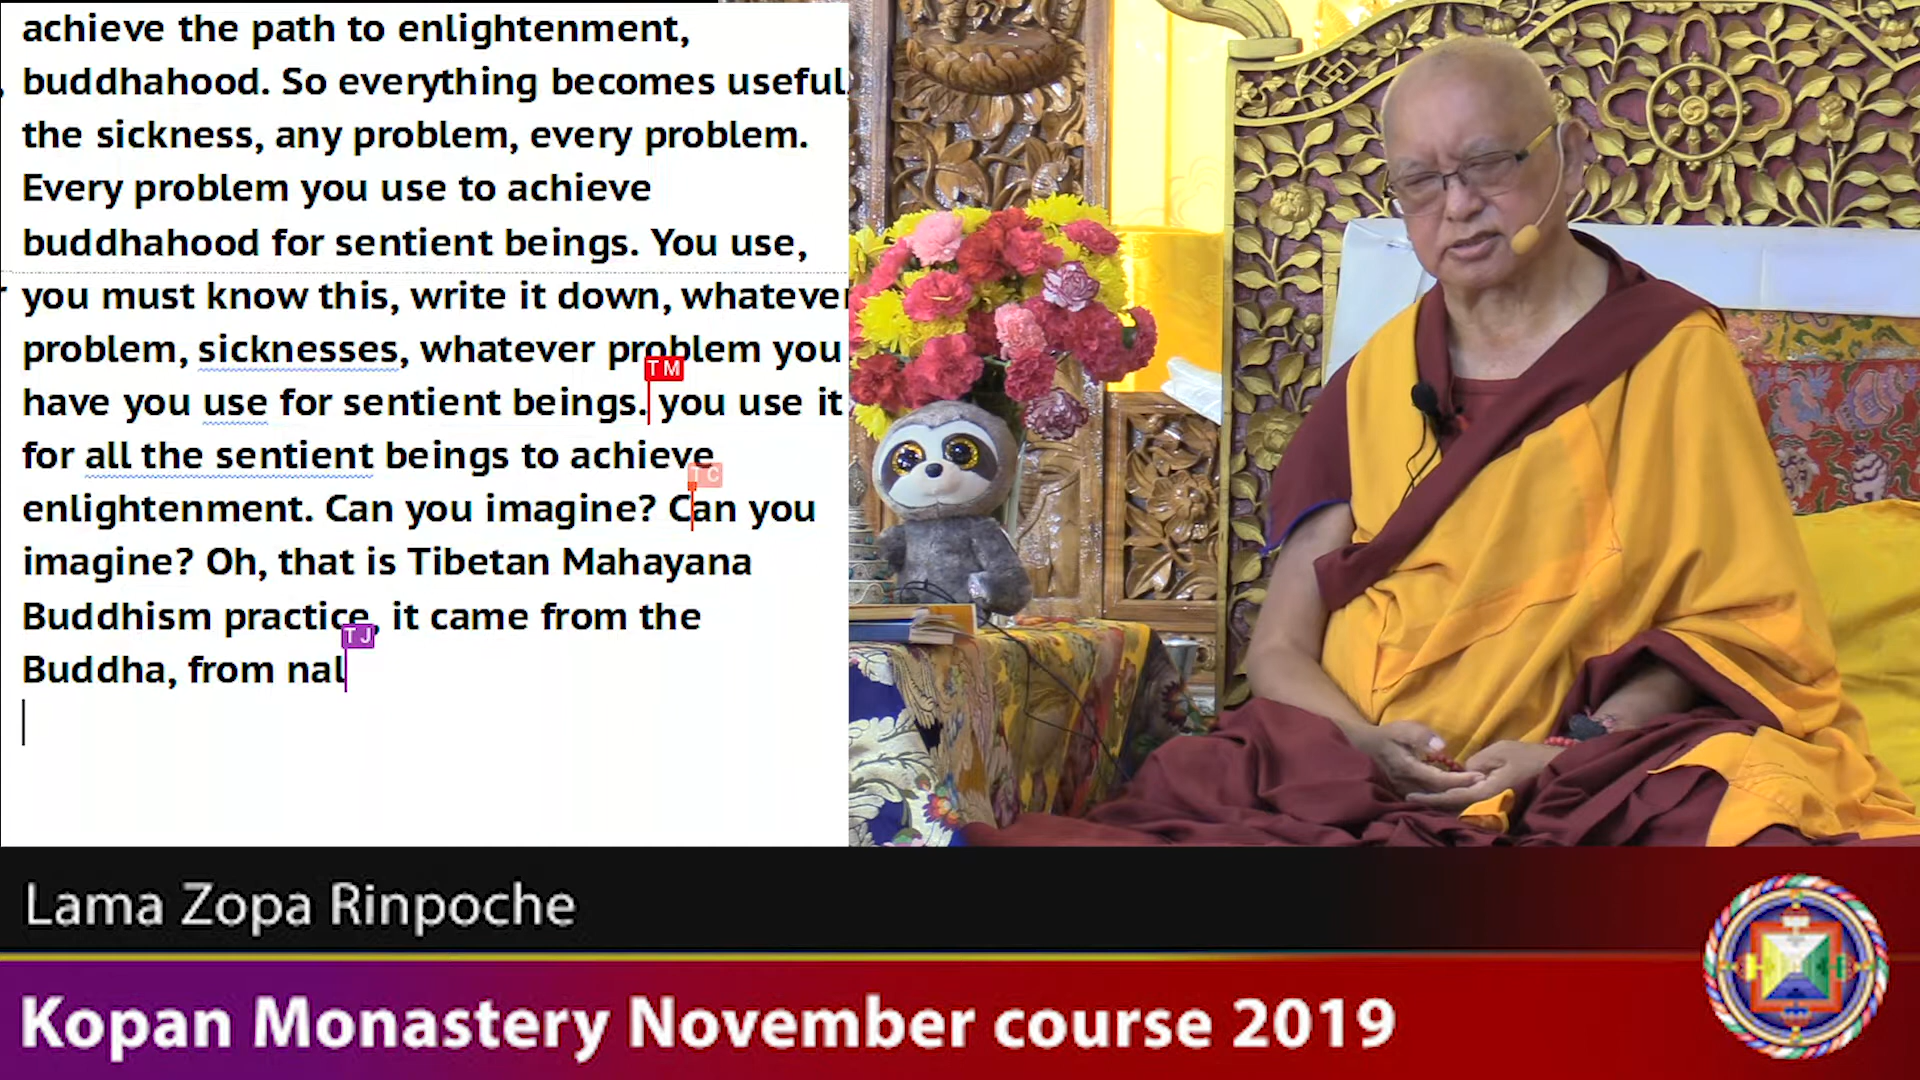 achieve the path to enlightenment,
buddhahood. So everything becomes useful,
the sickness, any problem, every problem.
Every problem you use to achieve
buddhahood for sentient beings. You use,
you must know this, write it down, whatever
problem, sicknesses, whatever problem you
TM
have you use for sentient beings. you use it
for all the sentient beings to achieve
TC
enlightenment. Can you imagine? Can you
imagine? Oh, that is Tibetan Mahayana
Buddhism practice, it came from the
TJ
Buddha, from nal
Lama Zopa Rinpoche
Kopan Monastery November course 2019